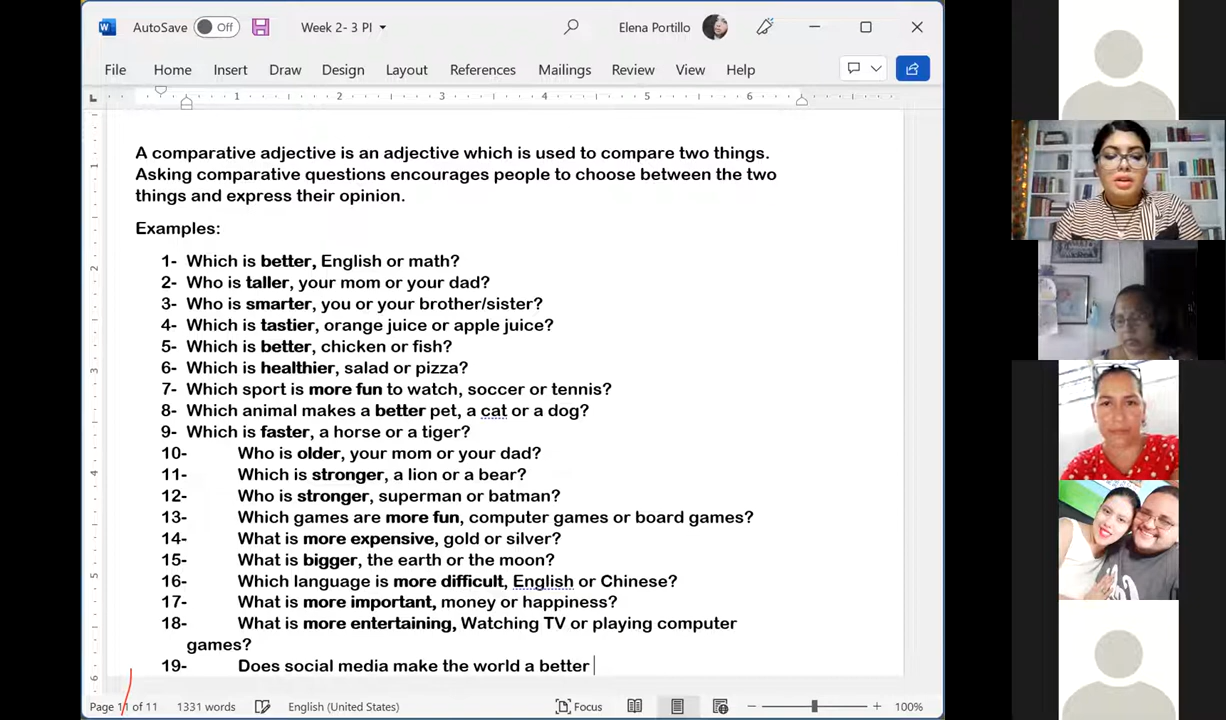 AutoSave Off Week 2- 3 PI Elena Portillo
File Home Insert Draw Design Layout References Mailings Review View Help
1 2 3 4 5 6
A comparative adjective is an adjective which is used to compare two things.
Asking comparative questions encourages people to choose between the two
things and express their opinion.
Examples:
1- Which is better, English or math?
2- Who is taller, your mom or your dad?
3- Who is smarter, you or your brother/sister?
4- Which is tastier, orange juice or apple juice?
5- Which is better, chicken or fish?
6- Which is healthier, salad or pizza?
7- Which sport is more fun to watch, soccer or tennis?
8- Which animal makes a better pet, a cat or a dog?
9- Which is faster, a horse or a tiger?
10- Who is older, your mom or your dad?
11- Which is stronger, a lion or a bear?
12- Who is stronger, superman or batman?
13- Which games are more fun, computer games or board games?
14- What is more expensive, gold or silver?
15- What is bigger, the earth or the moon?
16- Which language is more difficult, English or Chinese?
17- What is more important, money or happiness?
18- What is more entertaining, Watching TV or playing computer
games?
19- Does social media make the world a better
Page 11 of 11 1331 words English (United States) Focus 100%